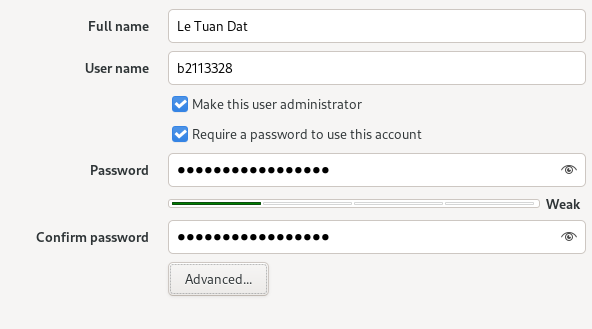 Full name Le Tuan Dat
User name b2113328
Make this user administrator
Require a password to use this account
Password ●●●●●●●●●●●●●●●●●
Weak
Confirm password ●●●●●●●●●●●●●●●●●
Advanced...